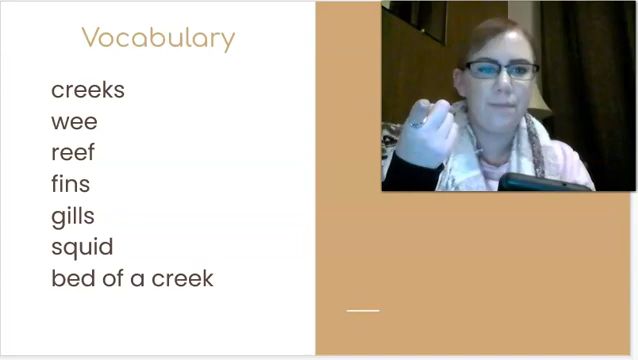 Vocabulary
creeks
wee
reef
fins
gills
squid
bed of a creek